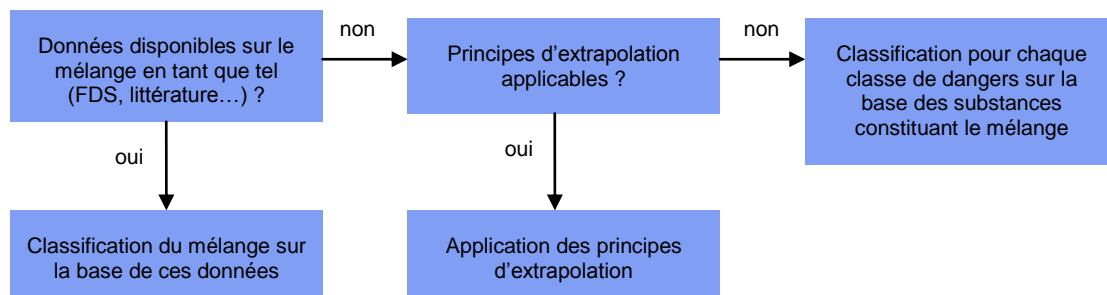 Données disponibles sur le
mélange en tant que tel
(FDS, littérature…) ?
non
Principes d’extrapolation
applicables ?
non
Classification pour chaque
classe de dangers sur la
base des substances
constituant le mélange
oui
oui
Classification du mélange sur
la base de ces données
Application des principes
d’extrapolation